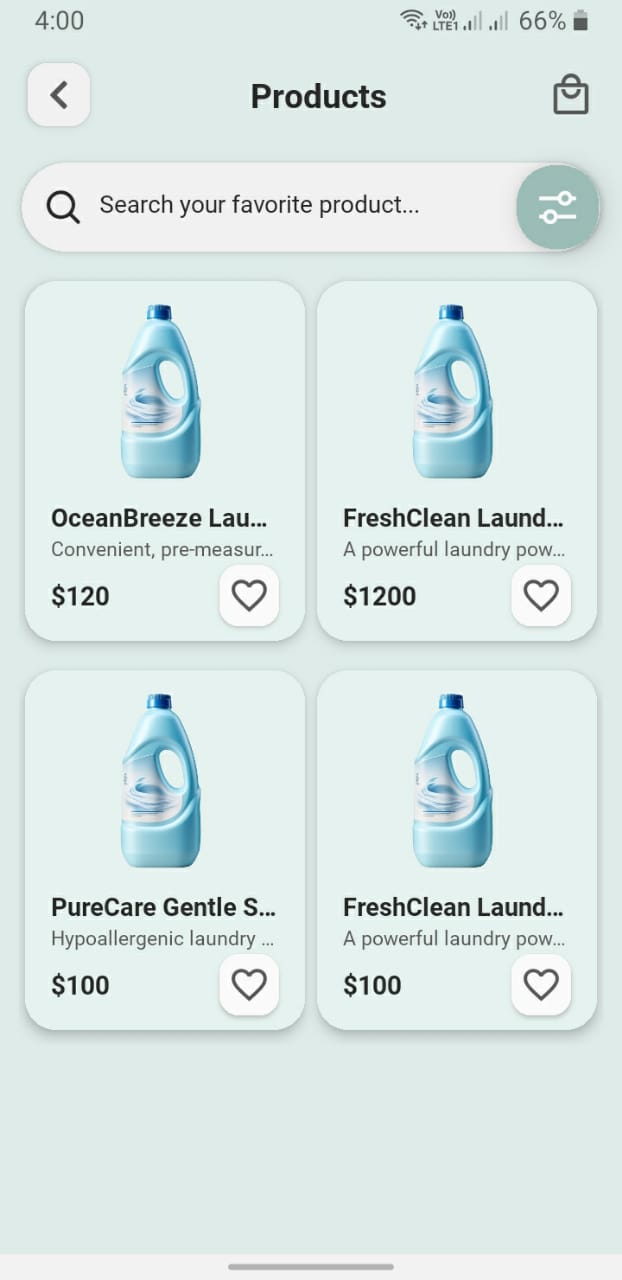 4:00
Vo)) LTE1 66%
Products
Search your favorite product...
OceanBreeze Lau...
Convenient, pre-measur...
$120
FreshClean Laund...
A powerful laundry pow...
$1200
PureCare Gentle S...
Hypoallergenic laundry ...
$100
FreshClean Laund...
A powerful laundry pow...
$100